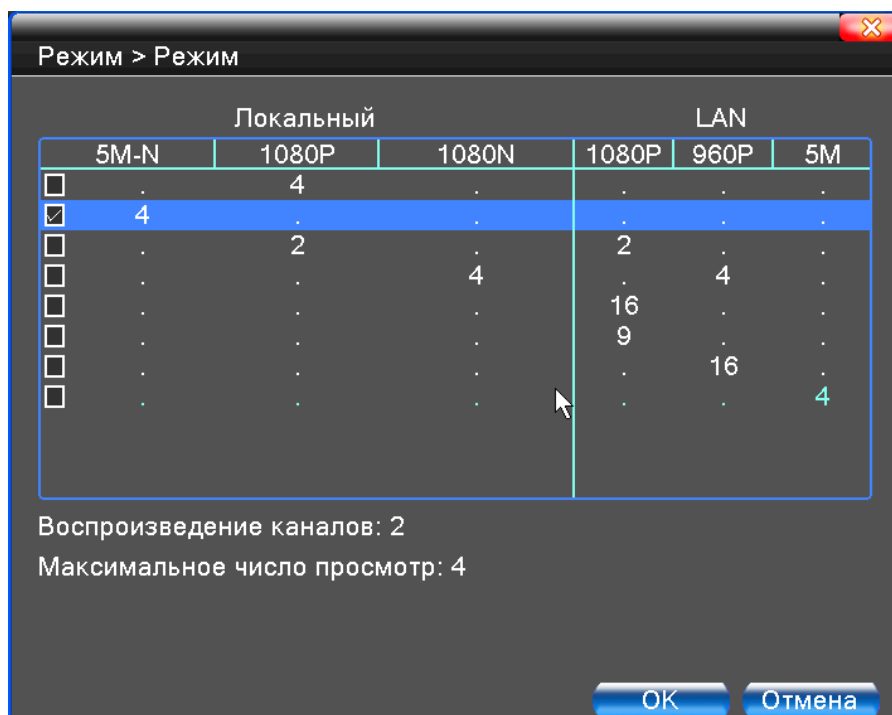 Режим > Режим
Локальный LAN
5M-N 1080P 1080N 1080P 960P 5M
. 4 . . . .
4 . . . . .
. 2 . 2 . .
. . 4 . 4 .
. . . 16 . .
. . . 9 . .
. . . . 16 .
. . . . . 4
Воспроизведение каналов: 2
Максимальное число просмотр: 4
OK Отмена